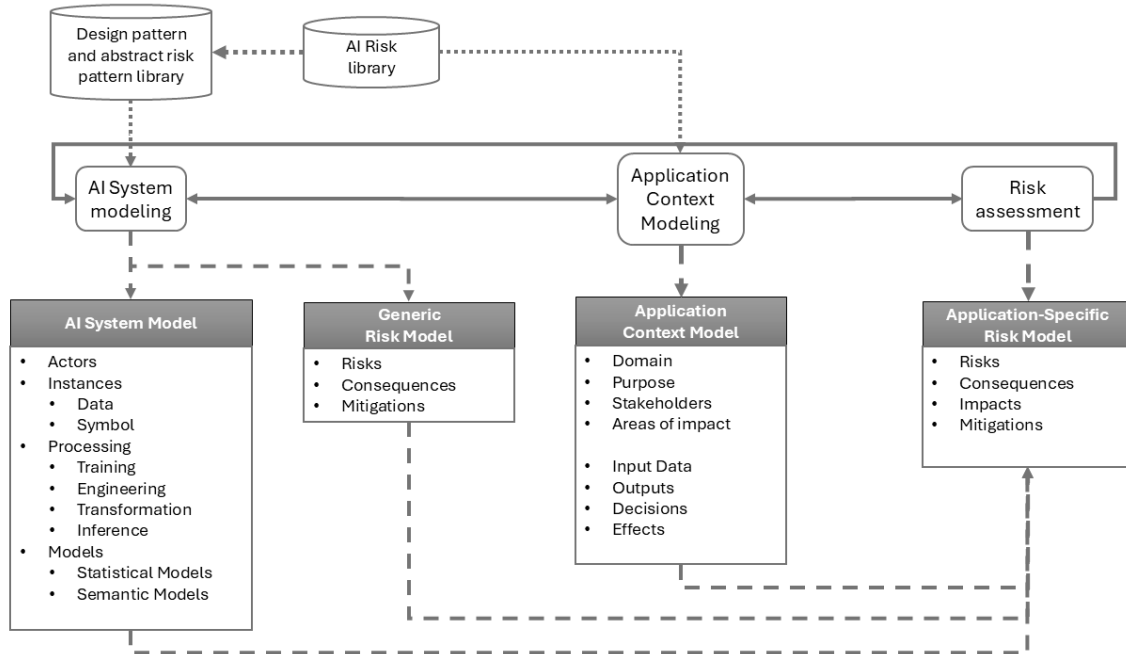 Design pattern
and abstract risk
pattern library
AI Risk
library
AI System
modeling
Application
Context
Modeling
Risk
assessment
AI System Model
• Actors
• Instances
• Data
• Symbol
• Processing
• Training
• Engineering
• Transformation
• Inference
• Models
• Statistical Models
• Semantic Models
Generic
Risk Model
• Risks
• Consequences
• Mitigations
Application
Context Model
• Domain
• Purpose
• Stakeholders
• Areas of impact
• Input Data
• Outputs
• Decisions
• Effects
Application-Specific
Risk Model
• Risks
• Consequences
• Impacts
• Mitigations